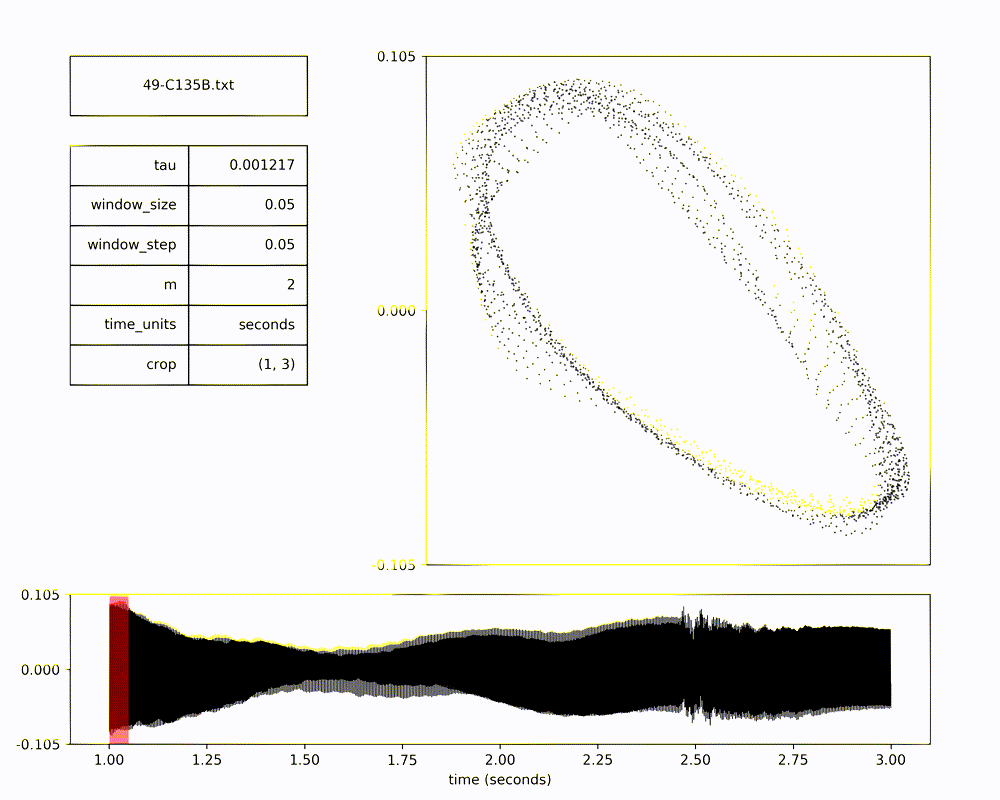 49-C135B.txt
tau 0.001217
window_size 0.05
window_step 0.05
m 2
time_units seconds
crop (1, 3)
0.105
0.000
-0.105
0.105
0.000
-0.105
1.00 1.25 1.50 1.75 2.00 2.25 2.50 2.75 3.00
time (seconds)